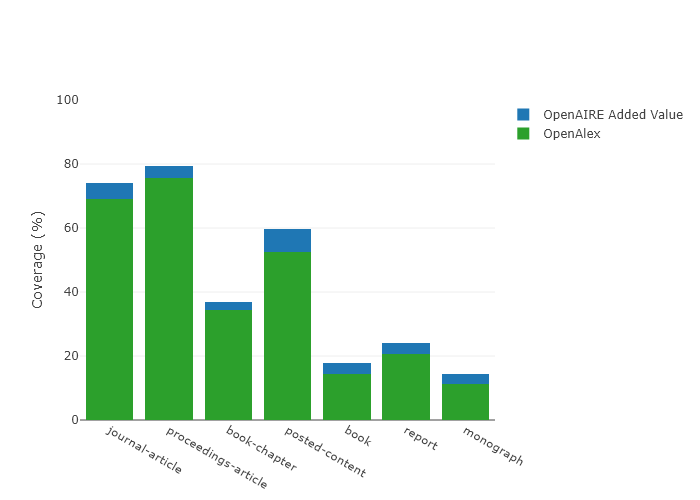 100
80
60
40
20
0
Coverage (%)
journal-article
proceedings-article
book-chapter
posted-content
book
report
monograph
OpenAIRE Added Value
OpenAlex